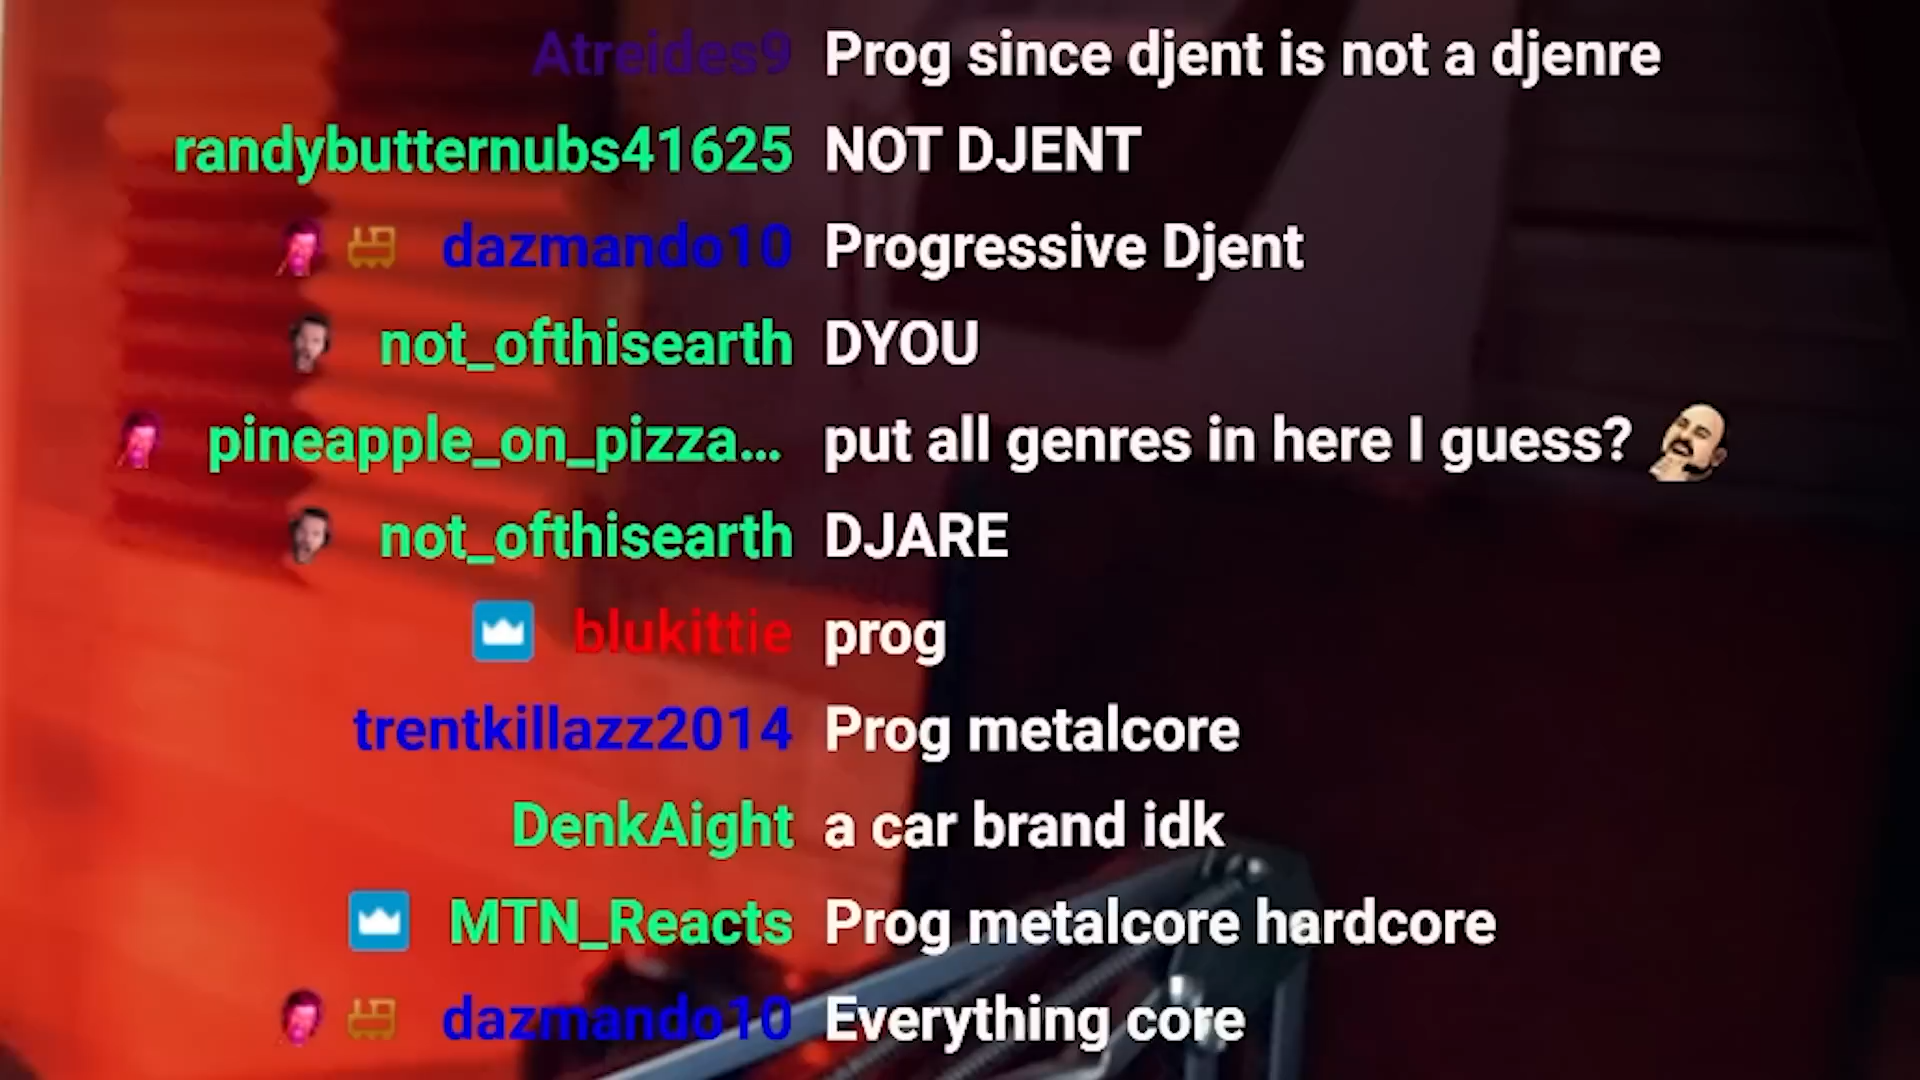 Atreides9 Prog since djent is not a djenre
randybutternubs41625 NOT DJENT
dazmando10 Progressive Djent
not_ofthisearth DYOU
pineapple_on_pizza... put all genres in here I guess?
not_ofthisearth DJARE
blukittie prog
trentkillazz2014 Prog metalcore
DenkAight a car brand idk
MTN_Reacts Prog metalcore hardcore
dazmando10 Everything core